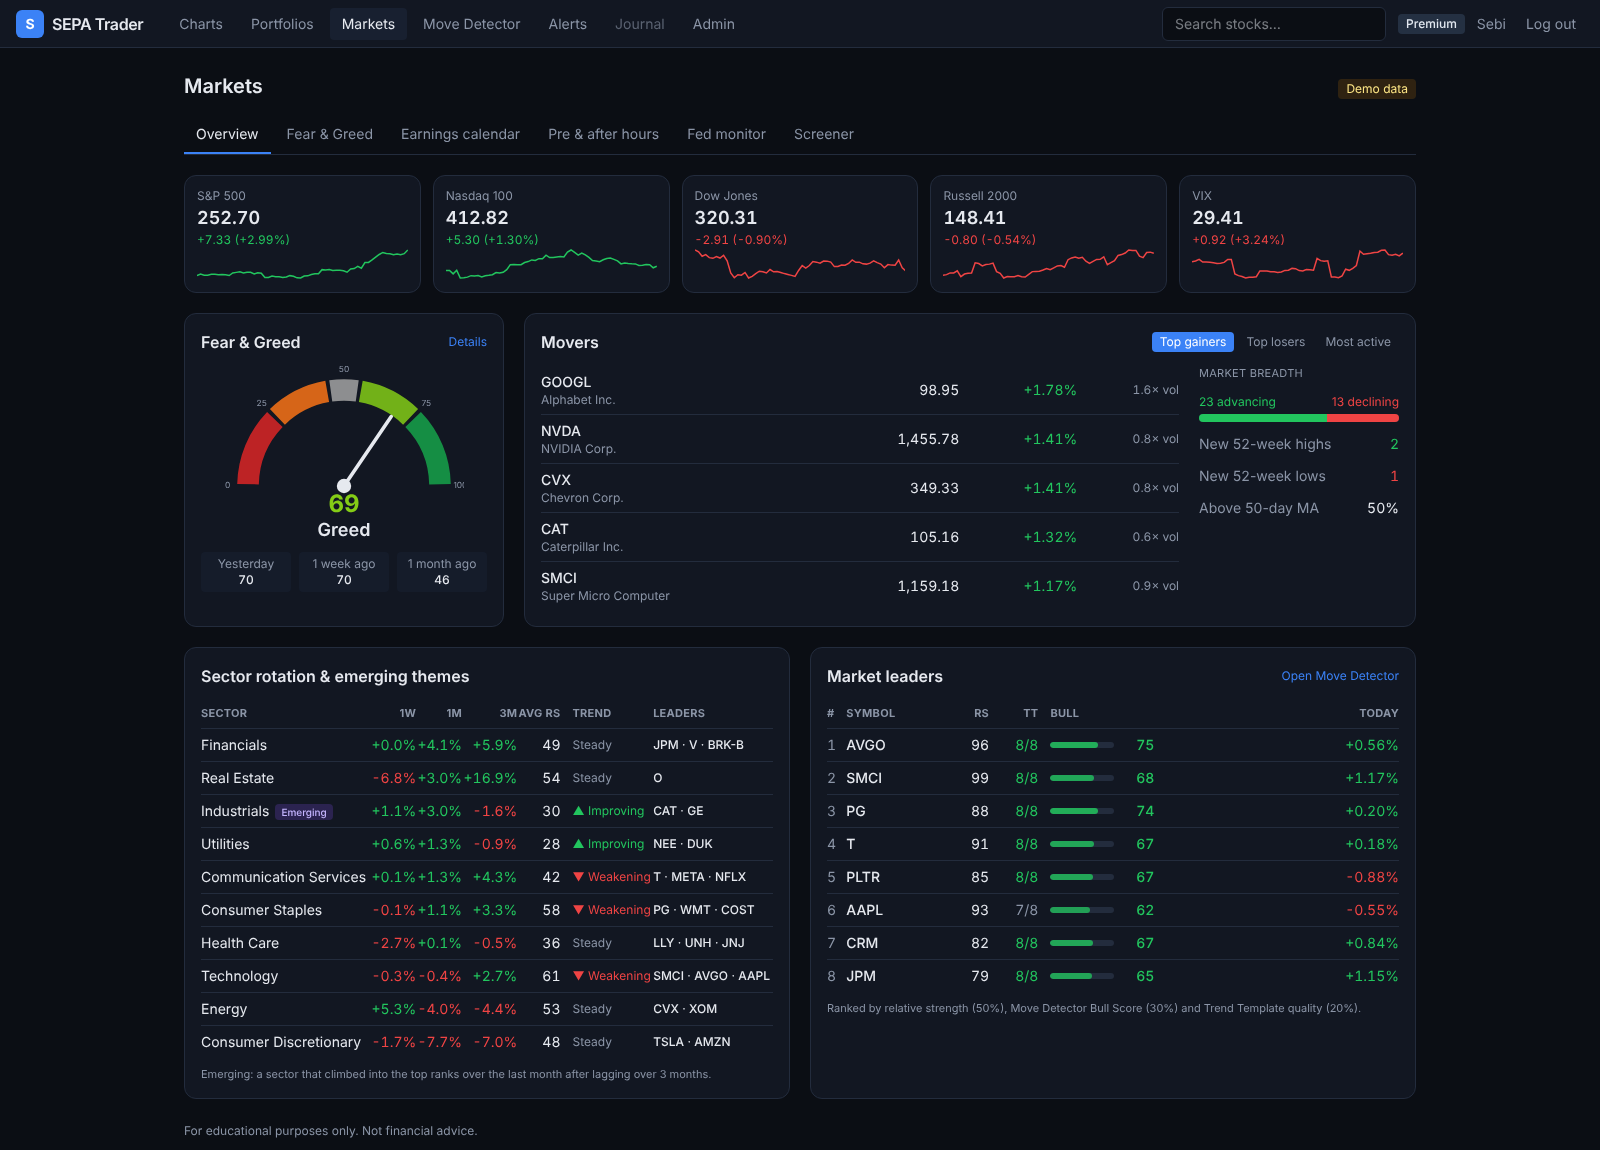 S SEPA Trader Charts Portfolios Markets Move Detector Alerts Journal Admin Search stocks... Premium Sebi Log out
Markets
Demo data
Overview Fear & Greed Earnings calendar Pre & after hours Fed monitor Screener
S&P 500
252.70
+7.33 (+2.99%)
Nasdaq 100
412.82
+5.30 (+1.30%)
Dow Jones
320.31
-2.91 (-0.90%)
Russell 2000
148.41
-0.80 (-0.54%)
VIX
29.41
+0.92 (+3.24%)
Fear & Greed Details
50
25 75
0 100
69
Greed
Yesterday 1 week ago 1 month ago
70 70 46
Movers Top gainers Top losers Most active
GOOGL 98.95 +1.78% 1.6× vol
Alphabet Inc.
NVDA 1,455.78 +1.41% 0.8× vol
NVIDIA Corp.
CVX 349.33 +1.41% 0.8× vol
Chevron Corp.
CAT 105.16 +1.32% 0.6× vol
Caterpillar Inc.
SMCI 1,159.18 +1.17% 0.9× vol
Super Micro Computer
MARKET BREADTH
23 advancing 13 declining
New 52-week highs 2
New 52-week lows 1
Above 50-day MA 50%
Sector rotation & emerging themes
SECTOR 1W 1M 3M AVG RS TREND LEADERS
Financials +0.0% +4.1% +5.9% 49 Steady JPM · V · BRK-B
Real Estate -6.8% +3.0% +16.9% 54 Steady O
Industrials Emerging +1.1% +3.0% -1.6% 30 ▲ Improving CAT · GE
Utilities +0.6% +1.3% -0.9% 28 ▲ Improving NEE · DUK
Communication Services +0.1% +1.3% +4.3% 42 ▼ Weakening T · META · NFLX
Consumer Staples -0.1% +1.1% +3.3% 58 ▼ Weakening PG · WMT · COST
Health Care -2.7% +0.1% -0.5% 36 Steady LLY · UNH · JNJ
Technology -0.3% -0.4% +2.7% 61 ▼ Weakening SMCI · AVGO · AAPL
Energy +5.3% -4.0% -4.4% 53 Steady CVX · XOM
Consumer Discretionary -1.7% -7.7% -7.0% 48 Steady TSLA · AMZN
Emerging: a sector that climbed into the top ranks over the last month after lagging over 3 months.
Market leaders Open Move Detector
# SYMBOL RS TT BULL TODAY
1 AVGO 96 8/8 75 +0.56%
2 SMCI 99 8/8 68 +1.17%
3 PG 88 8/8 74 +0.20%
4 T 91 8/8 67 +0.18%
5 PLTR 85 8/8 67 -0.88%
6 AAPL 93 7/8 62 -0.55%
7 CRM 82 8/8 67 +0.84%
8 JPM 79 8/8 65 +1.15%
Ranked by relative strength (50%), Move Detector Bull Score (30%) and Trend Template quality (20%).
For educational purposes only. Not financial advice.